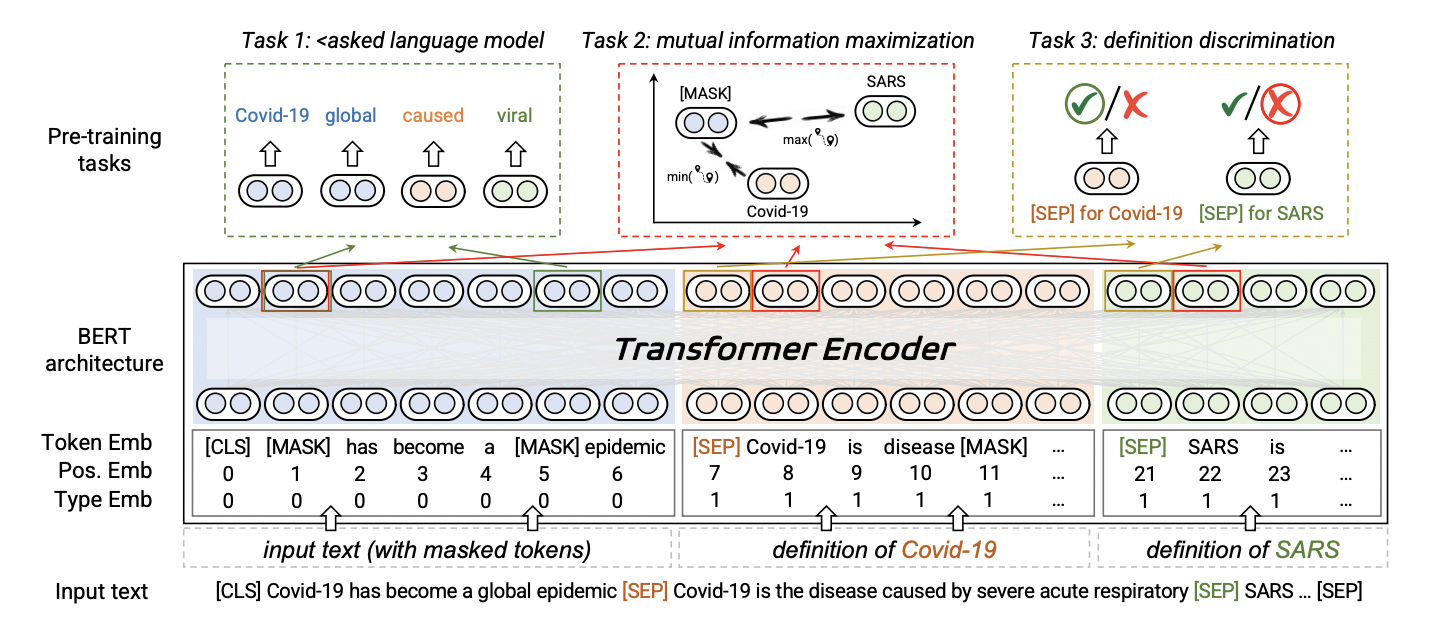 Task 1: <asked language model
Task 2: mutual information maximization
Task 3: definition discrimination
Pre-training
tasks
Covid-19 global caused viral
[MASK]
SARS
max( )
min( )
Covid-19
[SEP] for Covid-19 [SEP] for SARS
BERT
architecture
Transformer Encoder
Token Emb [CLS] [MASK] has become a [MASK] epidemic [SEP] Covid-19 is disease [MASK] ... [SEP] SARS is ...
Pos. Emb 0 1 2 3 4 5 6 7 8 9 10 11 ... 21 22 23 ...
Type Emb 0 0 0 0 0 0 0 1 1 1 1 1 ... 1 1 1 ...
input text (with masked tokens) definition of Covid-19 definition of SARS
Input text [CLS] Covid-19 has become a global epidemic [SEP] Covid-19 is the disease caused by severe acute respiratory [SEP] SARS ... [SEP]